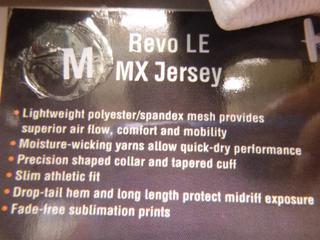 Revo LE
M MX Jersey
• Lightweight polyester/spandex mesh provides
superior air flow, comfort and mobility
• Moisture-wicking yarns allow quick-dry performance
• Precision shaped collar and tapered cuff
• Slim athletic fit
• Drop-tail hem and long length protect midriff exposure
• Fade-free sublimation prints